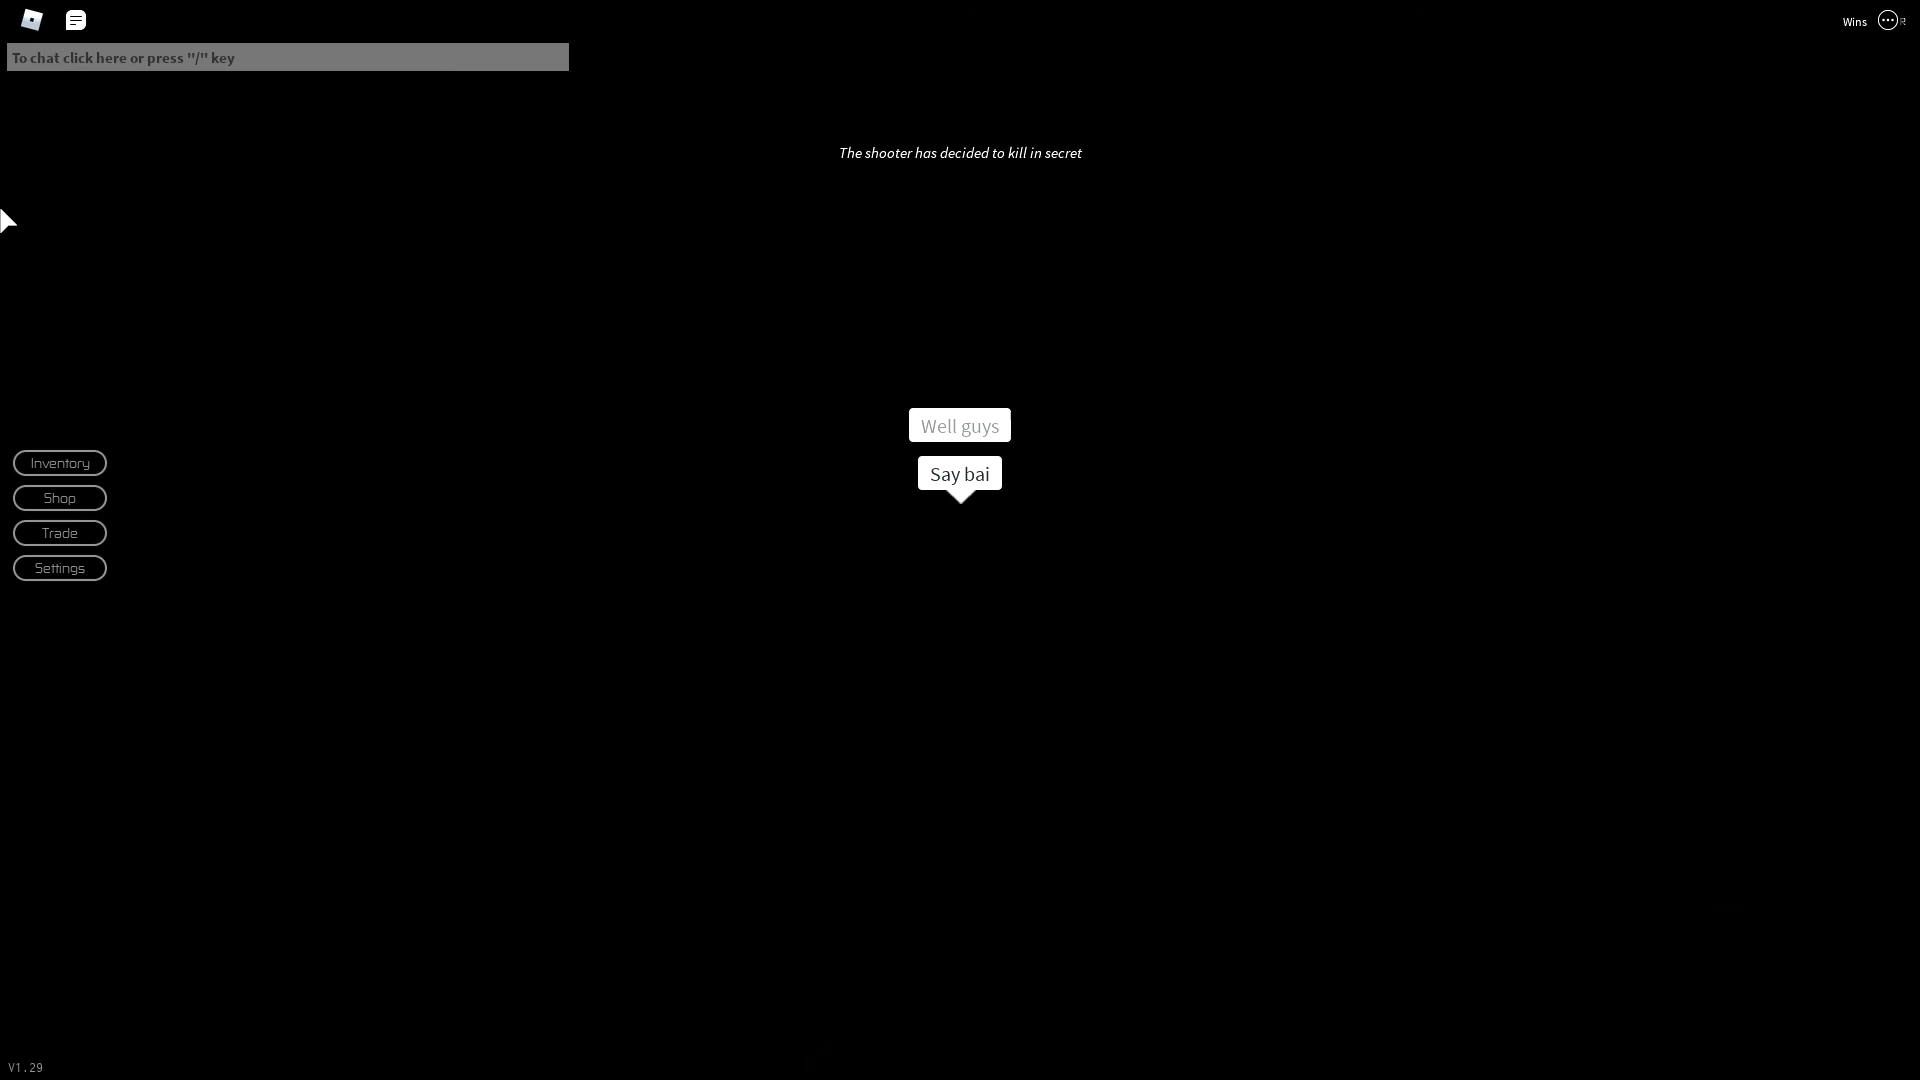 Wins
To chat click here or press "/" key
The shooter has decided to kill in secret
Well guys
Say bai
Inventory
Shop
Trade
Settings
V1.29